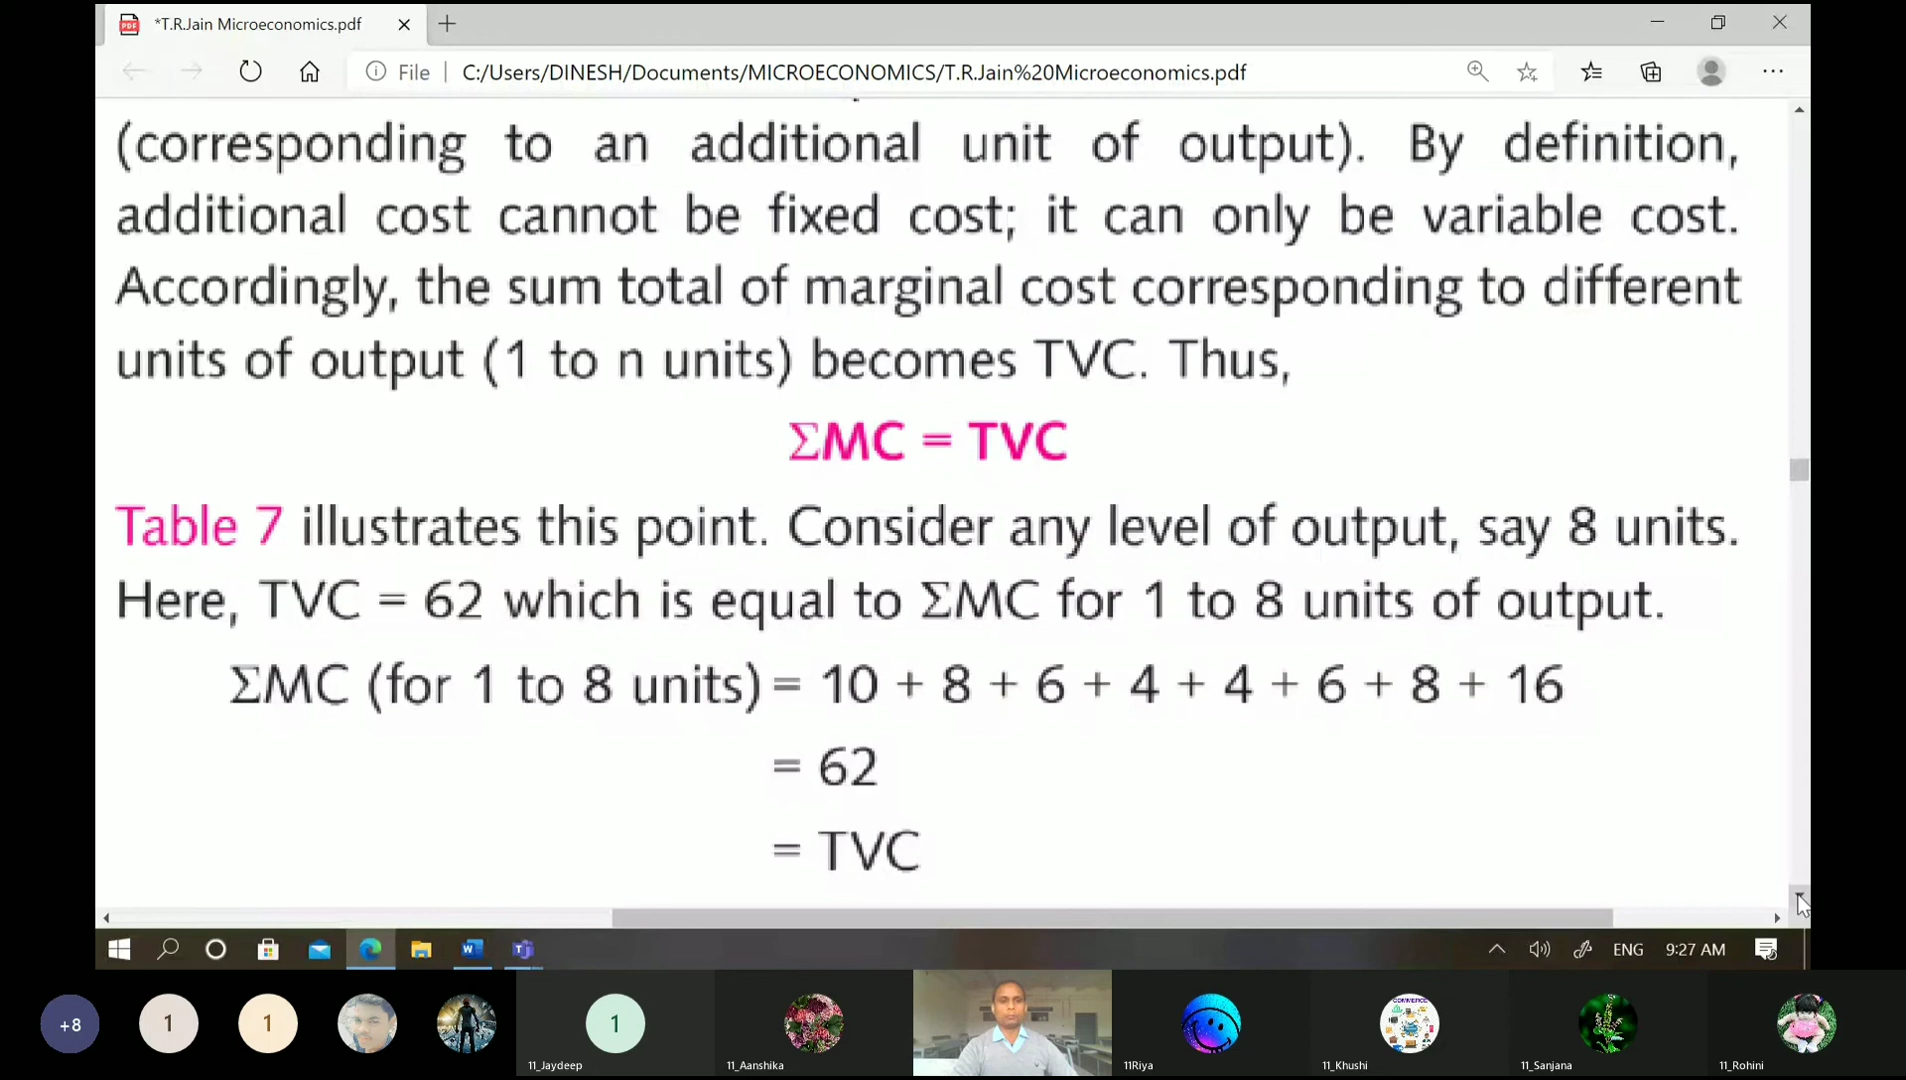 *T.R.Jain Microeconomics.pdf
File | C:/Users/DINESH/Documents/MICROECONOMICS/T.R.Jain%20Microeconomics.pdf
(corresponding to an additional unit of output). By definition,
additional cost cannot be fixed cost; it can only be variable cost.
Accordingly, the sum total of marginal cost corresponding to different
units of output (1 to n units) becomes TVC. Thus,
ΣMC = TVC
Table 7 illustrates this point. Consider any level of output, say 8 units.
Here, TVC = 62 which is equal to ΣMC for 1 to 8 units of output.
ΣMC (for 1 to 8 units) = 10 + 8 + 6 + 4 + 4 + 6 + 8 + 16
= 62
= TVC
ENG 9:27 AM
+8 1 1 1
COMMERCE
11_Jaydeep 11_Aanshika 11Riya 11_Khushi 11_Sanjana 11_Rohini